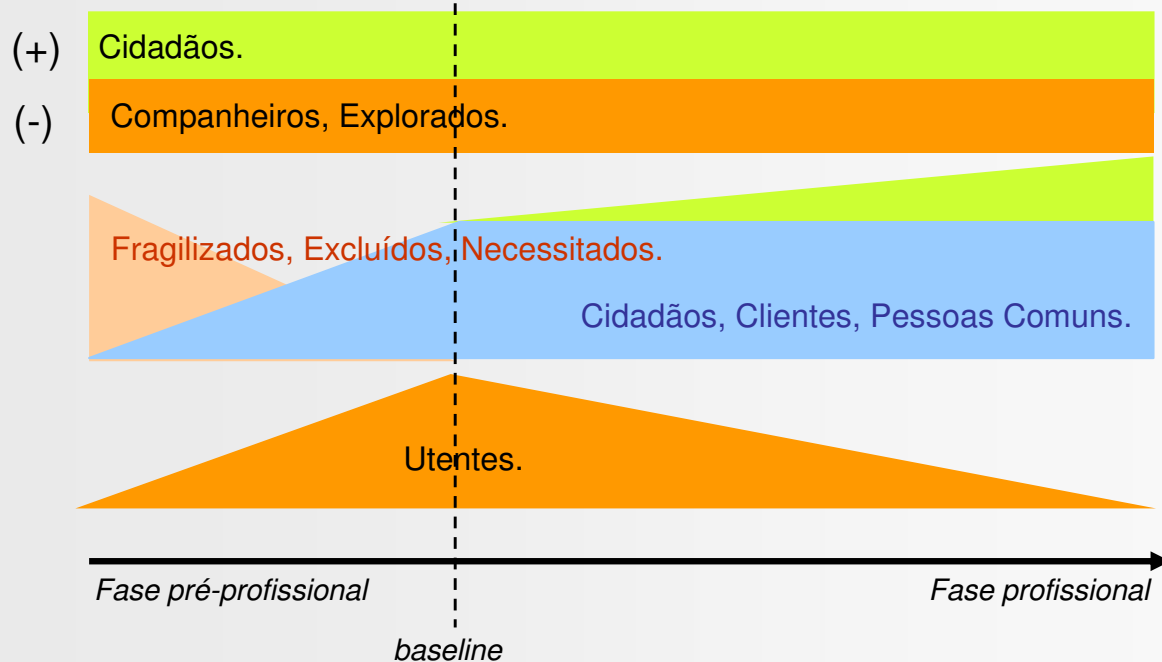 (+)
Cidadãos.
(-)
Companheiros, Explorados.
Fragilizados, Excluídos, Necessitados.
Cidadãos, Clientes, Pessoas Comuns.
Utentes.
Fase pré-profissional
Fase profissional
baseline